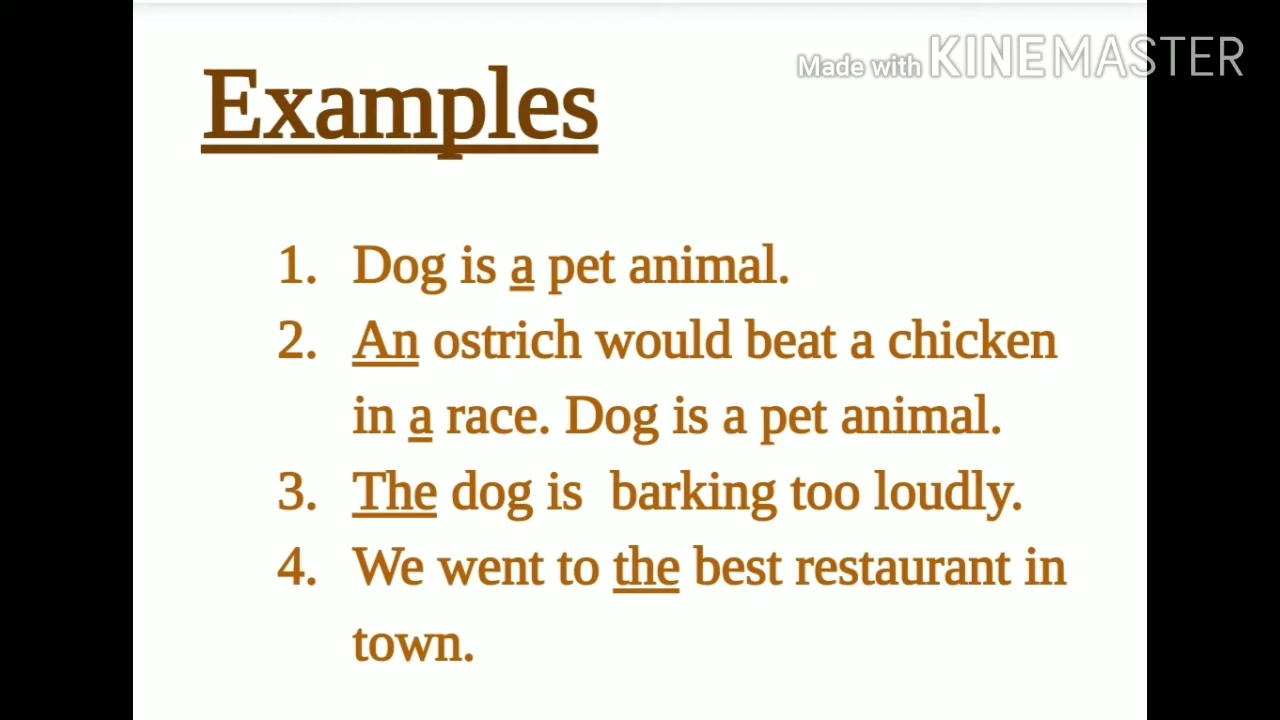 Made with KINEMASTER
Examples
1. Dog is a pet animal.
2. An ostrich would beat a chicken
in a race. Dog is a pet animal.
3. The dog is  barking too loudly.
4. We went to the best restaurant in
town.